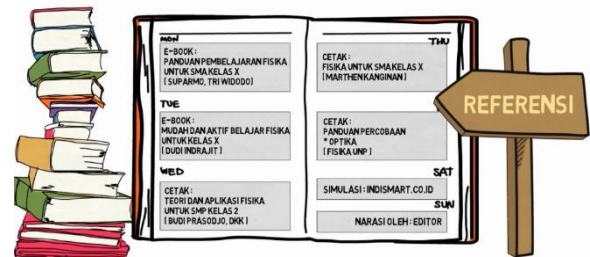 MON
E-BOOK :
PANDUAN PEMBELAJARAN FISIKA
UNTUK SMA KELAS X
[ SUPARMO, TRI WIDODO]
TUE
E-BOOK :
MUDAH DAN AKTIF BELAJAR FISIKA
UNTUK KELAS X
[ DUDI INDRAJIT ]
WED
CETAK :
TEORI DAN APLIKASI FISIKA
UNTUK SMP KELAS 2
[ BUDI PRASODJO, DKK ]
THU
CETAK :
FISIKA UNTUK SMA KELAS X
[ MARTHEN KANGINAN ]
CETAK :
PANDUAN PERCOBAAN
* OPTIKA
[ FISIKA UNP ]
SAT
SIMULASI : INDISMART.CO.ID
SUN
NARASI OLEH : EDITOR
REFERENSI